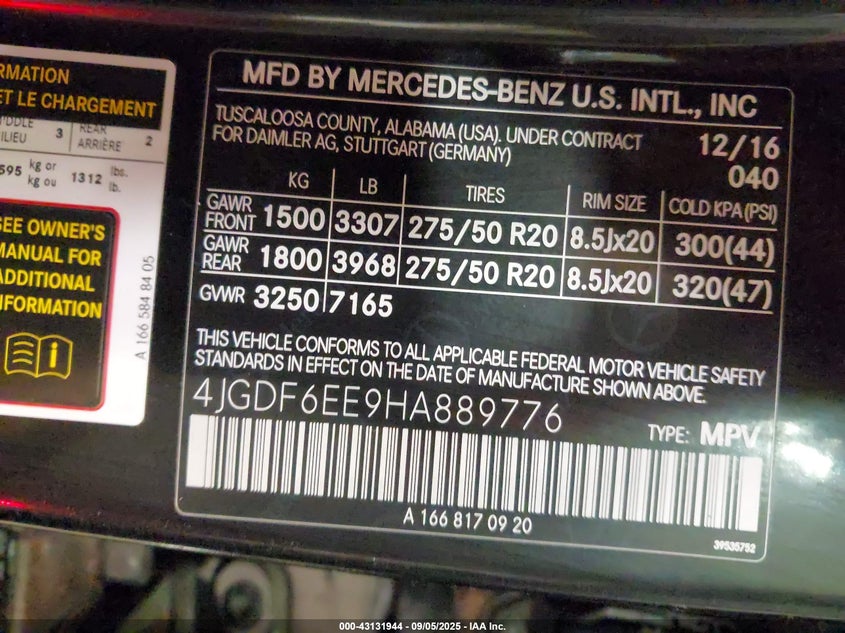 RMATION
ET LE CHARGEMENT
3
REAR
ARRIÈRE
2
595
kg or
kg ou
1312
lbs.
lb.
SEE OWNER'S
MANUAL FOR
ADDITIONAL
INFORMATION
A 166 584 84 05
MFD BY MERCEDES-BENZ U.S. INTL., INC
TUSCALOOSA COUNTY, ALABAMA (USA). UNDER CONTRACT
FOR DAIMLER AG, STUTTGART (GERMANY)
12/16
040
KG LB TIRES RIM SIZE COLD KPA(PSI)
GAWR FRONT 1500 3307 275/50 R20 8.5Jx20 300(44)
GAWR REAR 1800 3968 275/50 R20 8.5Jx20 320(47)
GVWR 3250 7165
THIS VEHICLE CONFORMS TO ALL APPLICABLE FEDERAL MOTOR VEHICLE SAFETY
STANDARDS IN EFFECT ON THE DATE OF MANUFACTURE SHOWN ABOVE.
4JGDF6EE9HA889776
TYPE: MPV
A 166 817 09 20
39535752
000-43131944 - 09/05/2025 - IAA Inc.